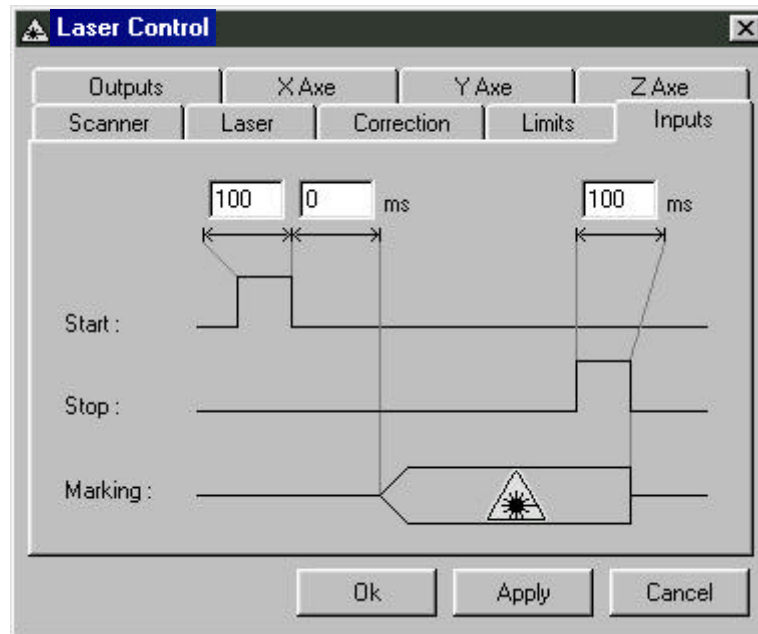 Laser Control
Outputs X Axe Y Axe Z Axe
Scanner Laser Correction Limits Inputs
100 0 ms 100 ms
Start :
Stop :
Marking :
Ok Apply Cancel